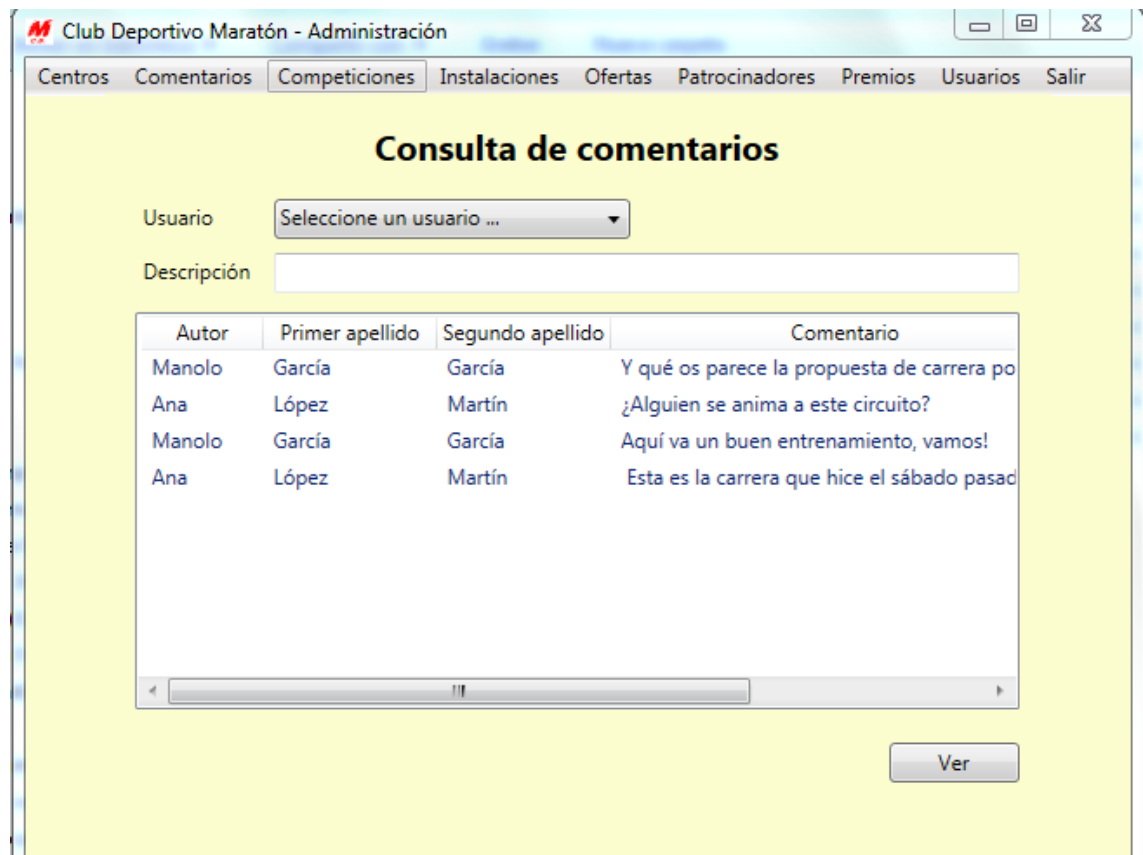 Club Deportivo Maratón - Administración
Centros Comentarios Competiciones Instalaciones Ofertas Patrocinadores Premios Usuarios Salir
Consulta de comentarios
Usuario Seleccione un usuario ...
Descripción
Autor Primer apellido Segundo apellido Comentario
Manolo García García Y qué os parece la propuesta de carrera po
Ana López Martín ¿Alguien se anima a este circuito?
Manolo García García Aquí va un buen entrenamiento, vamos!
Ana López Martín Esta es la carrera que hice el sábado pasad
Ver